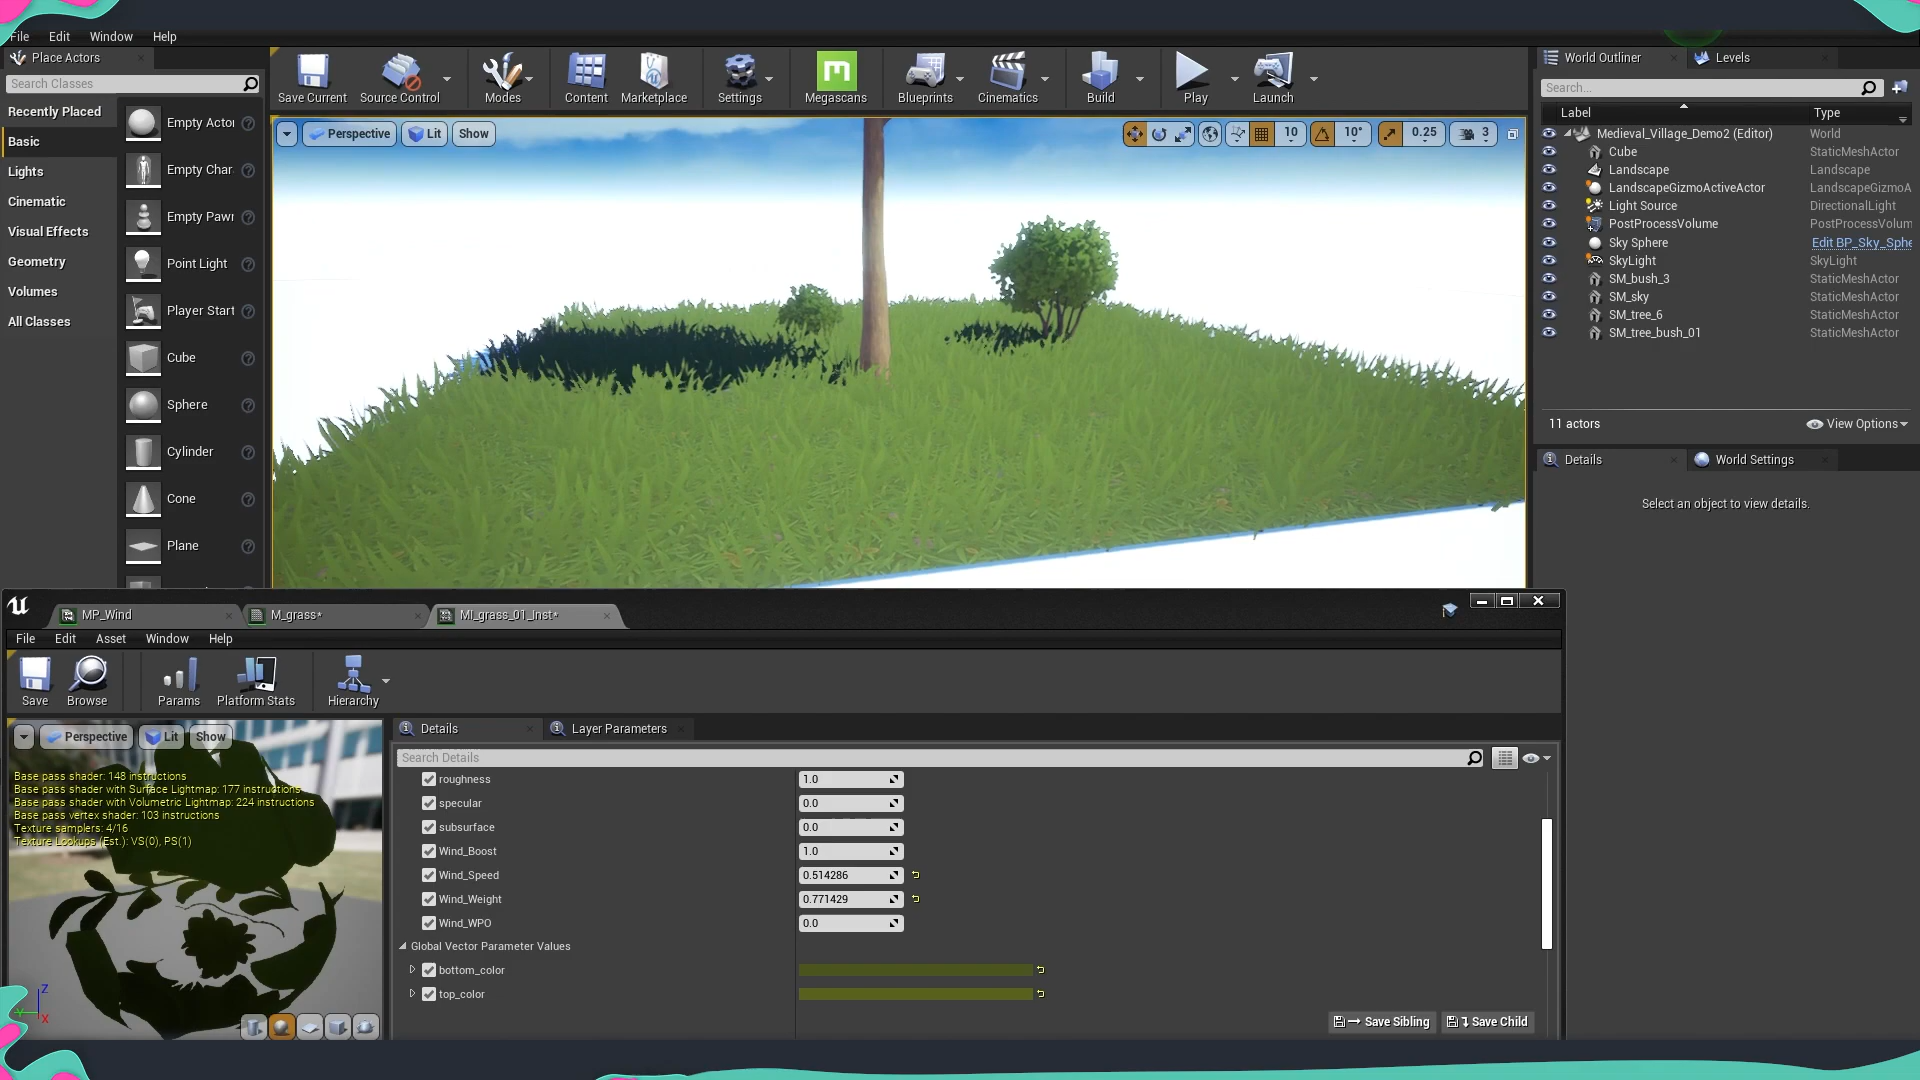 File Edit Window Help
Place Actors
Search Classes
Recently Placed
Basic
Lights
Cinematic
Visual Effects
Geometry
Volumes
All Classes
Empty Actor
Empty Char
Empty Pawn
Point Light
Player Start
Cube
Sphere
Cylinder
Cone
Plane
Save Current
Source Control
Modes
Content
Marketplace
Settings
Megascans
Blueprints
Cinematics
Build
Play
Launch
Perspective Lit Show
10 10° 0.25 3
World Outliner
Levels
Search...
Label Type
Medieval_Village_Demo2 (Editor) World
Cube StaticMeshActor
Landscape Landscape
LandscapeGizmoActiveActor LandscapeGizmoA
Light Source DirectionalLight
PostProcessVolume PostProcessVolum
Sky Sphere Edit BP_Sky_Sphe
SkyLight SkyLight
SM_bush_3 StaticMeshActor
SM_sky StaticMeshActor
SM_tree_6 StaticMeshActor
SM_tree_bush_01 StaticMeshActor
11 actors
View Options
Details
World Settings
Select an object to view details.
MP_Wind
M_grass*
MI_grass_01_Inst*
File Edit Asset Window Help
Save
Browse
Params
Platform Stats
Hierarchy
Perspective Lit Show
Base pass shader: 148 instructions
Base pass shader with Surface Lightmap: 177 instructions
Base pass shader with Volumetric Lightmap: 224 instructions
Base pass vertex shader: 103 instructions
Texture samplers: 4/16
Texture Lookups (Est.): VS(0), PS(1)
Z
Y
X
Details
Layer Parameters
Search Details
roughness 1.0
specular 0.0
subsurface 0.0
Wind_Boost 1.0
Wind_Speed 0.514286
Wind_Weight 0.771429
Wind_WPO 0.0
Global Vector Parameter Values
bottom_color
top_color
Save Sibling
Save Child